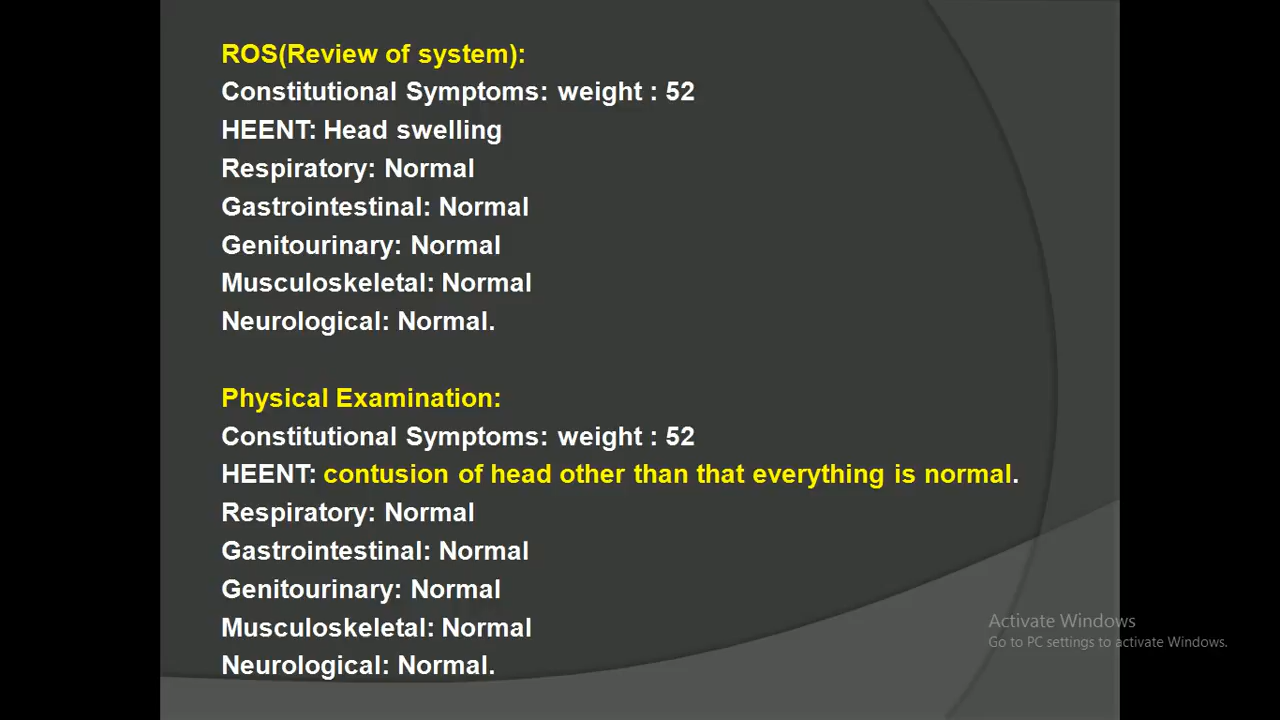 ROS(Review of system):
Constitutional Symptoms: weight : 52
HEENT: Head swelling
Respiratory: Normal
Gastrointestinal: Normal
Genitourinary: Normal
Musculoskeletal: Normal
Neurological: Normal.
Physical Examination:
Constitutional Symptoms: weight : 52
HEENT: contusion of head other than that everything is normal.
Respiratory: Normal
Gastrointestinal: Normal
Genitourinary: Normal
Musculoskeletal: Normal
Neurological: Normal.
Activate Windows
Go to PC settings to activate Windows.